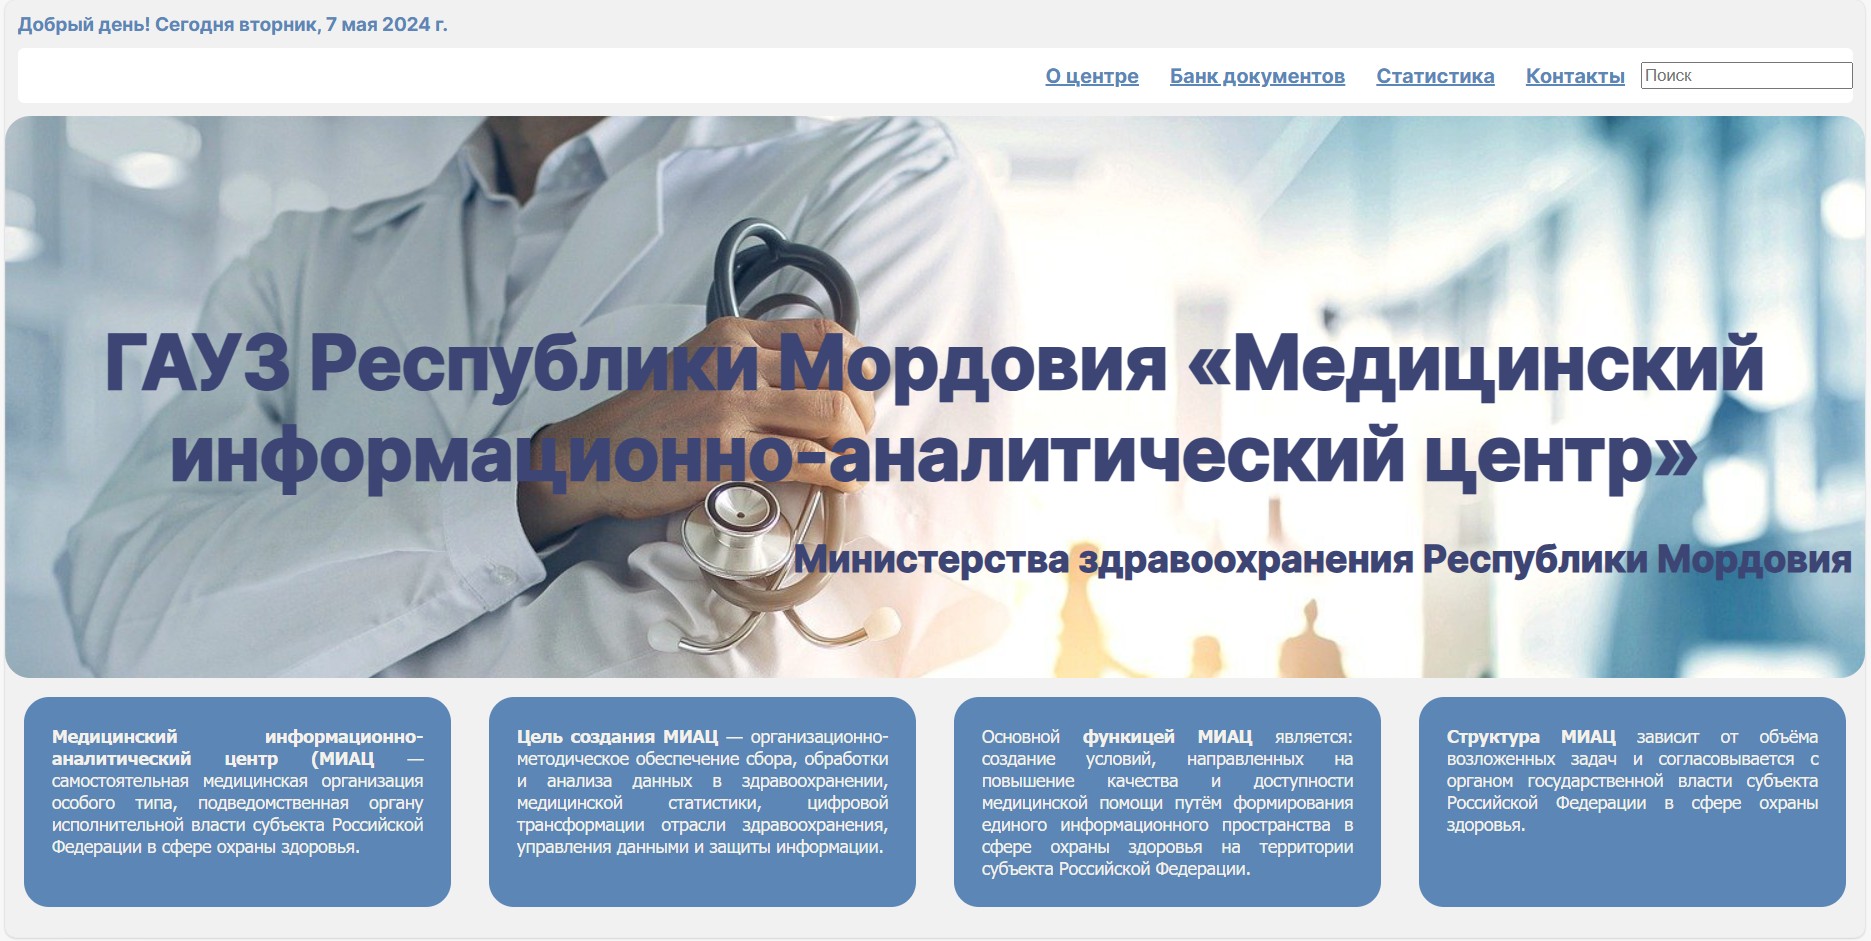 Добрый день! Сегодня вторник, 7 мая 2024 г.
О центре Банк документов Статистика Контакты Поиск
ГАУЗ Республики Мордовия «Медицинский
информационно-аналитический центр»
Министерства здравоохранения Республики Мордовия
Медицинский информационно-
аналитический центр (МИАЦ —
самостоятельная медицинская организация
особого типа, подведомственная органу
исполнительной власти субъекта Российской
Федерации в сфере охраны здоровья.
Цель создания МИАЦ — организационно-
методическое обеспечение сбора, обработки
и анализа данных в здравоохранении,
медицинской статистики, цифровой
трансформации отрасли здравоохранения,
управления данными и защиты информации.
Основной функицей МИАЦ является:
создание условий, направленных на
повышение качества и доступности
медицинской помощи путём формирования
единого информационного пространства в
сфере охраны здоровья на территории
субъекта Российской Федерации.
Структура МИАЦ зависит от объёма
возложенных задач и согласовывается с
органом государственной власти субъекта
Российской Федерации в сфере охраны
здоровья.